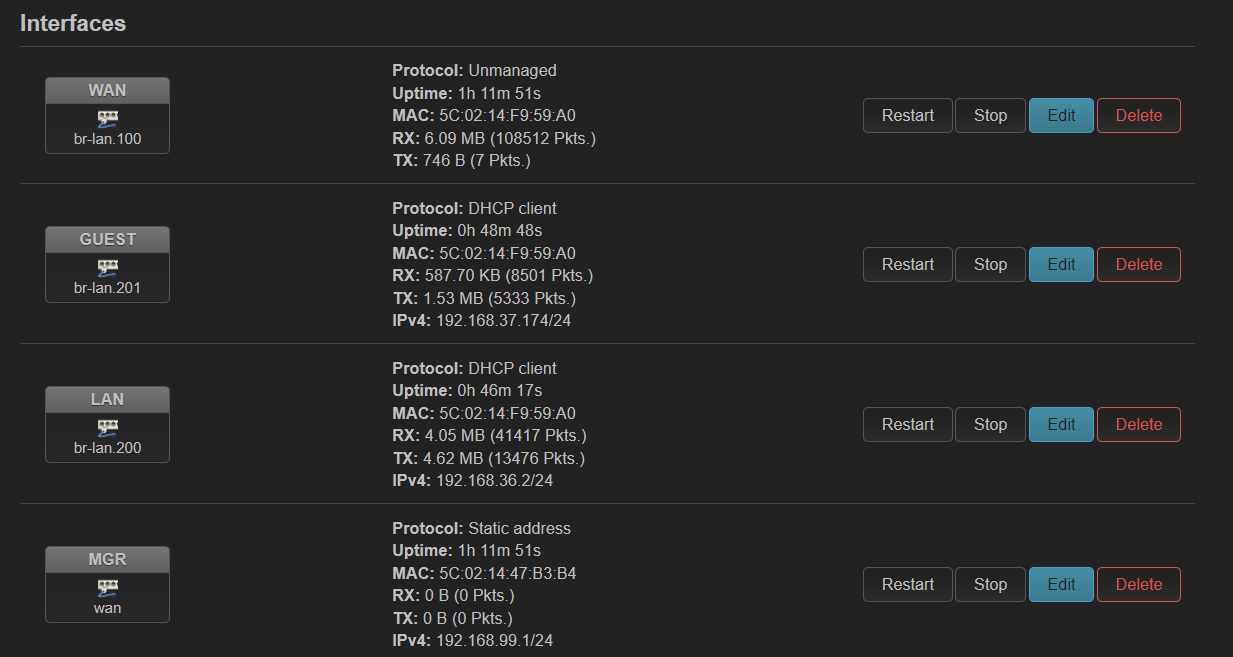 Interfaces
WAN
br-lan.100
Protocol: Unmanaged
Uptime: 1h 11m 51s
MAC: 5C:02:14:F9:59:A0
RX: 6.09 MB (108512 Pkts.)
TX: 746 B (7 Pkts.)
Restart Stop Edit Delete
GUEST
br-lan.201
Protocol: DHCP client
Uptime: 0h 48m 48s
MAC: 5C:02:14:F9:59:A0
RX: 587.70 KB (8501 Pkts.)
TX: 1.53 MB (5333 Pkts.)
IPv4: 192.168.37.174/24
Restart Stop Edit Delete
LAN
br-lan.200
Protocol: DHCP client
Uptime: 0h 46m 17s
MAC: 5C:02:14:F9:59:A0
RX: 4.05 MB (41417 Pkts.)
TX: 4.62 MB (13476 Pkts.)
IPv4: 192.168.36.2/24
Restart Stop Edit Delete
MGR
wan
Protocol: Static address
Uptime: 1h 11m 51s
MAC: 5C:02:14:47:B3:B4
RX: 0 B (0 Pkts.)
TX: 0 B (0 Pkts.)
IPv4: 192.168.99.1/24
Restart Stop Edit Delete